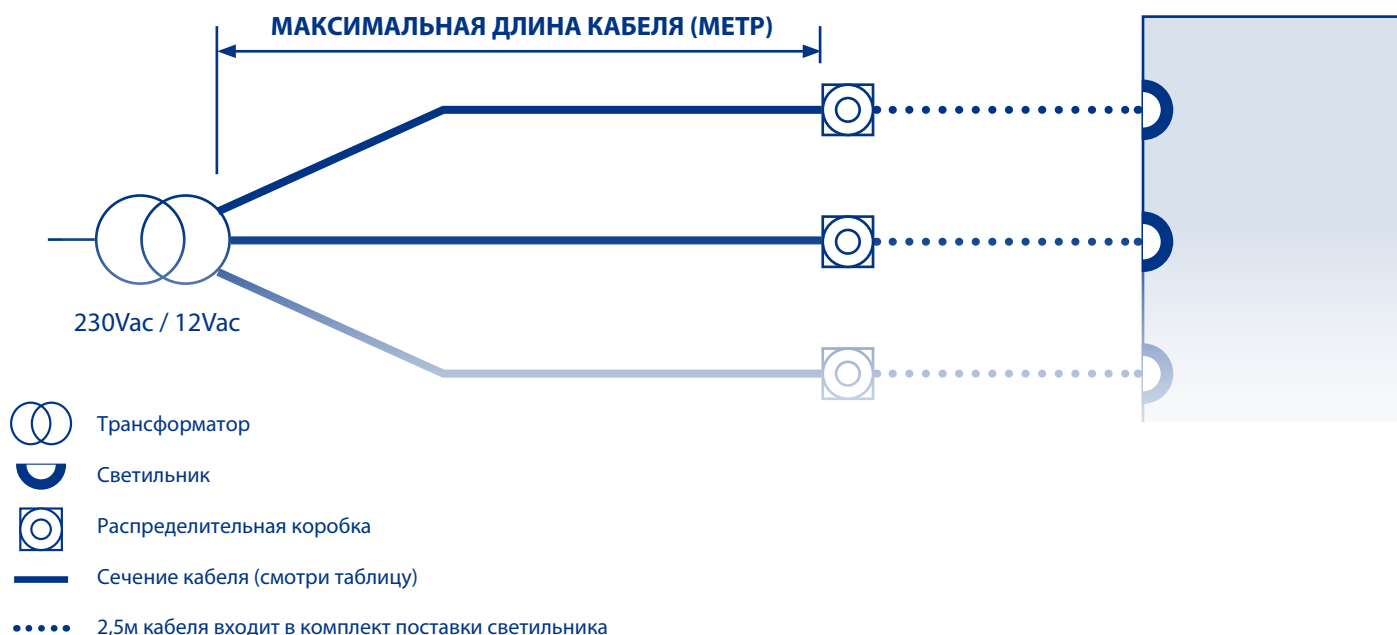 МАКСИМАЛЬНАЯ ДЛИНА КАБЕЛЯ (МЕТР)
230Vac / 12Vac
Трансформатор
Светильник
Распределительная коробка
Сечение кабеля (смотри таблицу)
2,5м кабеля входит в комплект поставки светильника